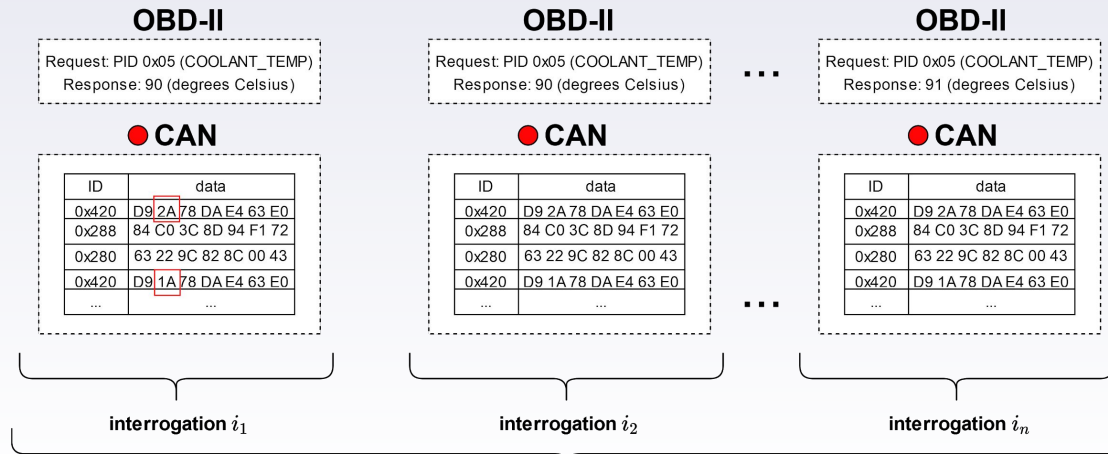 OBD-II
Request: PID 0x05 (COOLANT_TEMP)
Response: 90 (degrees Celsius)
CAN
ID data
0x420 D9 2A 78 DA E4 63 E0
0x288 84 C0 3C 8D 94 F1 72
0x280 63 22 9C 82 8C 00 43
0x420 D9 1A 78 DA E4 63 E0
... ...
interrogation i1
OBD-II
Request: PID 0x05 (COOLANT_TEMP)
Response: 90 (degrees Celsius)
CAN
ID data
0x420 D9 2A 78 DA E4 63 E0
0x288 84 C0 3C 8D 94 F1 72
0x280 63 22 9C 82 8C 00 43
0x420 D9 1A 78 DA E4 63 E0
... ...
interrogation i2
...
...
OBD-II
Request: PID 0x05 (COOLANT_TEMP)
Response: 91 (degrees Celsius)
CAN
ID data
0x420 D9 2A 78 DA E4 63 E0
0x288 84 C0 3C 8D 94 F1 72
0x280 63 22 9C 82 8C 00 43
0x420 D9 1A 78 DA E4 63 E0
... ...
interrogation in